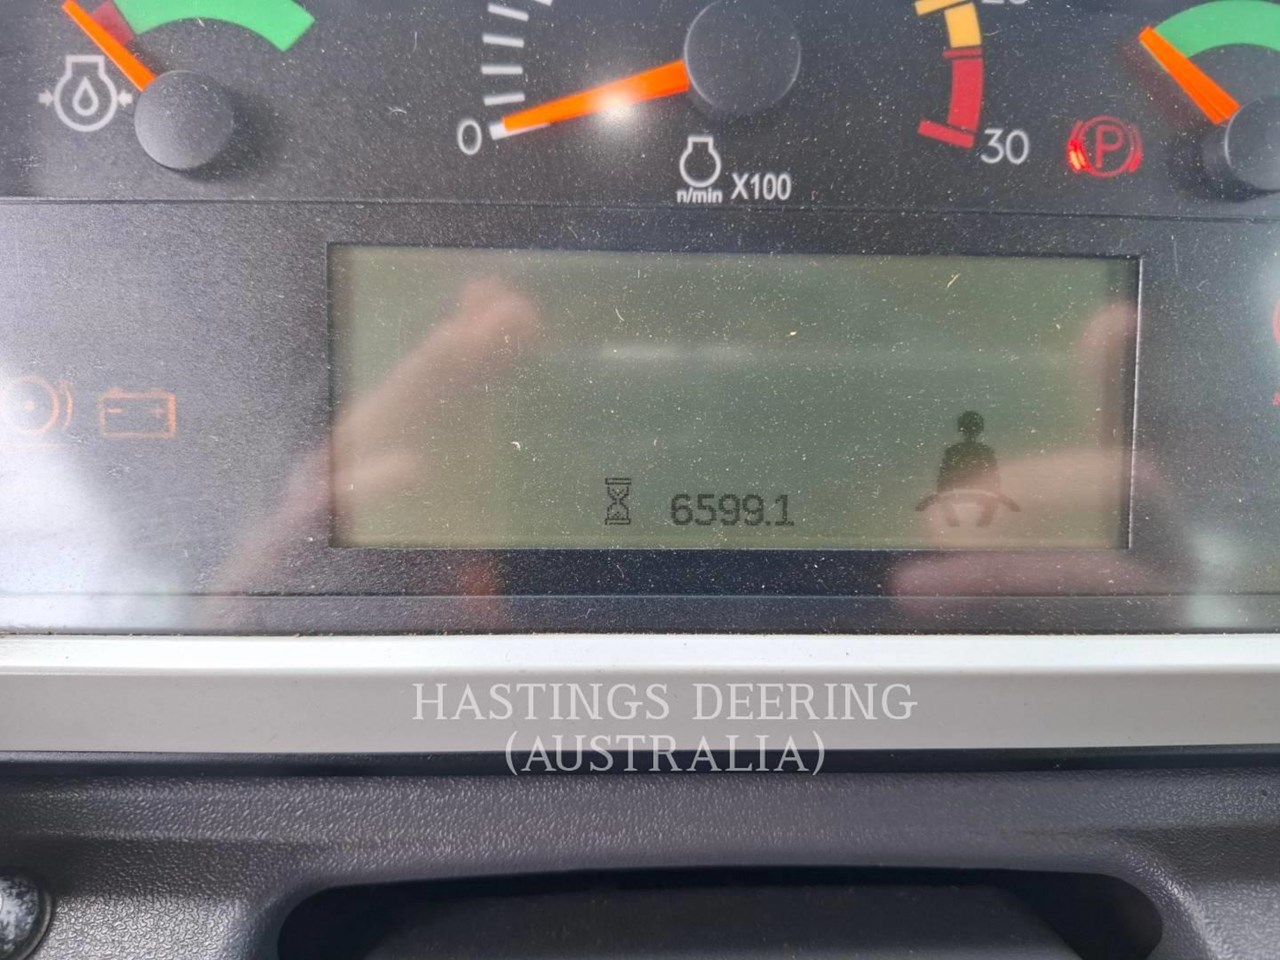 0
30
P
n/min X100
6599.1
HASTINGS DEERING
(AUSTRALIA)